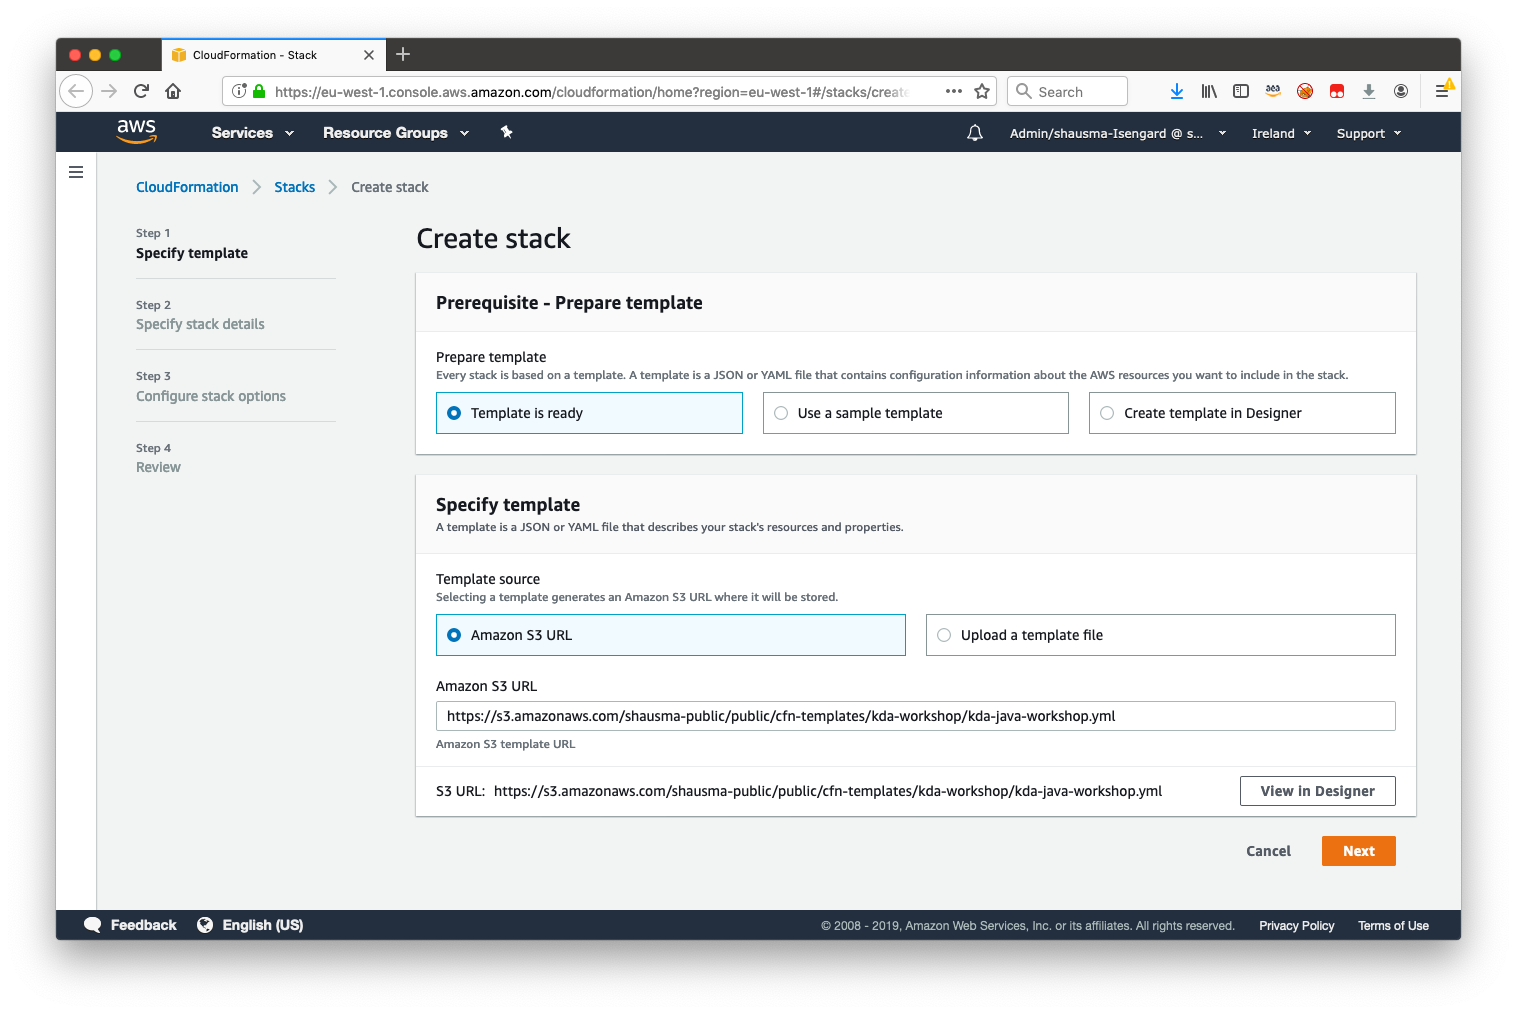 CloudFormation - Stack
https://eu-west-1.console.aws.amazon.com/cloudformation/home?region=eu-west-1#/stacks/create
Search
aws
Services
Resource Groups
Admin/shausma-Isengard @ s...
Ireland
Support
CloudFormation
Stacks
Create stack
Step 1
Specify template
Step 2
Specify stack details
Step 3
Configure stack options
Step 4
Review
Create stack
Prerequisite - Prepare template
Prepare template
Every stack is based on a template. A template is a JSON or YAML file that contains configuration information about the AWS resources you want to include in the stack.
Template is ready
Use a sample template
Create template in Designer
Specify template
A template is a JSON or YAML file that describes your stack's resources and properties.
Template source
Selecting a template generates an Amazon S3 URL where it will be stored.
Amazon S3 URL
Upload a template file
Amazon S3 URL
https://s3.amazonaws.com/shausma-public/public/cfn-templates/kda-workshop/kda-java-workshop.yml
Amazon S3 template URL
S3 URL: https://s3.amazonaws.com/shausma-public/public/cfn-templates/kda-workshop/kda-java-workshop.yml
View in Designer
Cancel
Next
Feedback
English (US)
© 2008 - 2019, Amazon Web Services, Inc. or its affiliates. All rights reserved.
Privacy Policy
Terms of Use